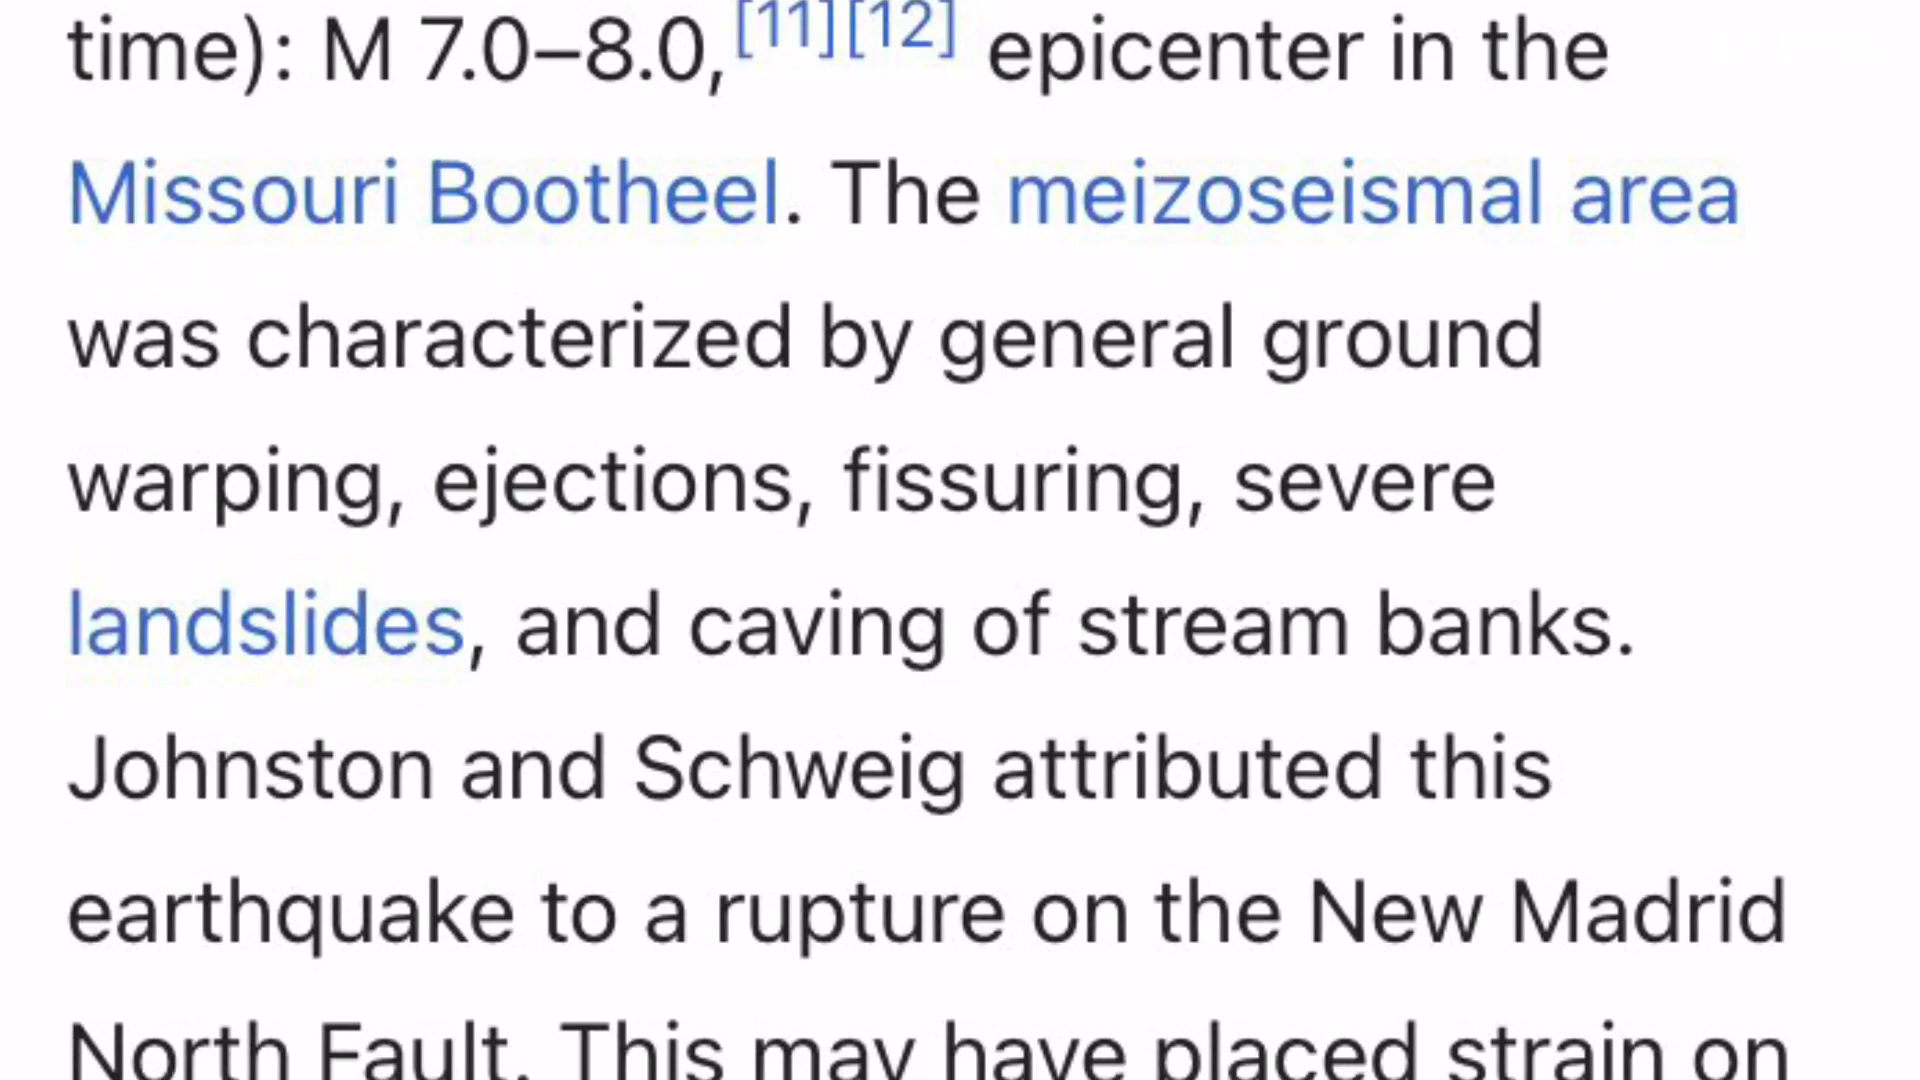 time): M 7.0–8.0,[11][12] epicenter in the
Missouri Bootheel. The meizoseismal area
was characterized by general ground
warping, ejections, fissuring, severe
landslides, and caving of stream banks.
Johnston and Schweig attributed this
earthquake to a rupture on the New Madrid
North Fault. This may have placed strain on